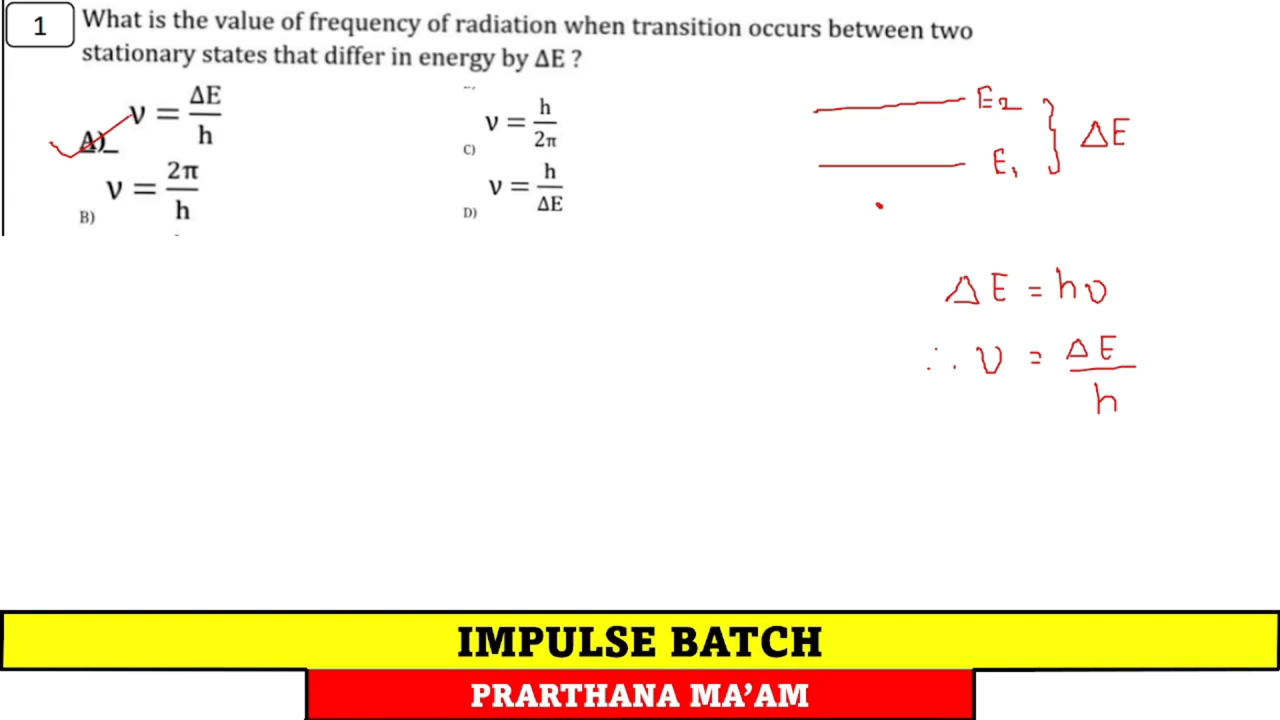 1
What is the value of frequency of radiation when transition occurs between two
stationary states that differ in energy by ΔE ?
A) ν = ΔE/h
B) ν = 2π/h
C) ν = h/2π
D) ν = h/ΔE
E2
E1
ΔE
ΔE = hν
∴ ν = ΔE/h
IMPULSE BATCH
PRARTHANA MA'AM